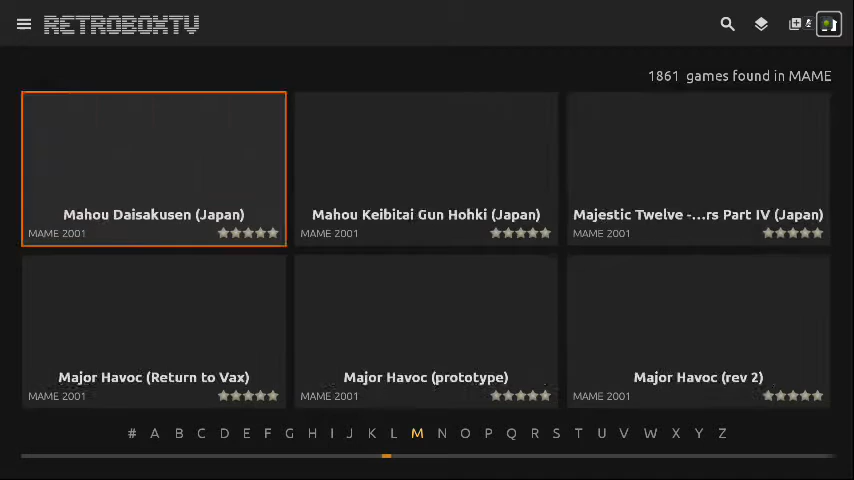 RETROBOXTV
1861 games found in MAME
Mahou Daisakusen (Japan)
MAME 2001
Mahou Keibitai Gun Hohki (Japan)
MAME 2001
Majestic Twelve -...rs Part IV (Japan)
MAME 2001
Major Havoc (Return to Vax)
MAME 2001
Major Havoc (prototype)
MAME 2001
Major Havoc (rev 2)
MAME 2001
# A B C D E F G H I J K L M N O P Q R S T U V W X Y Z